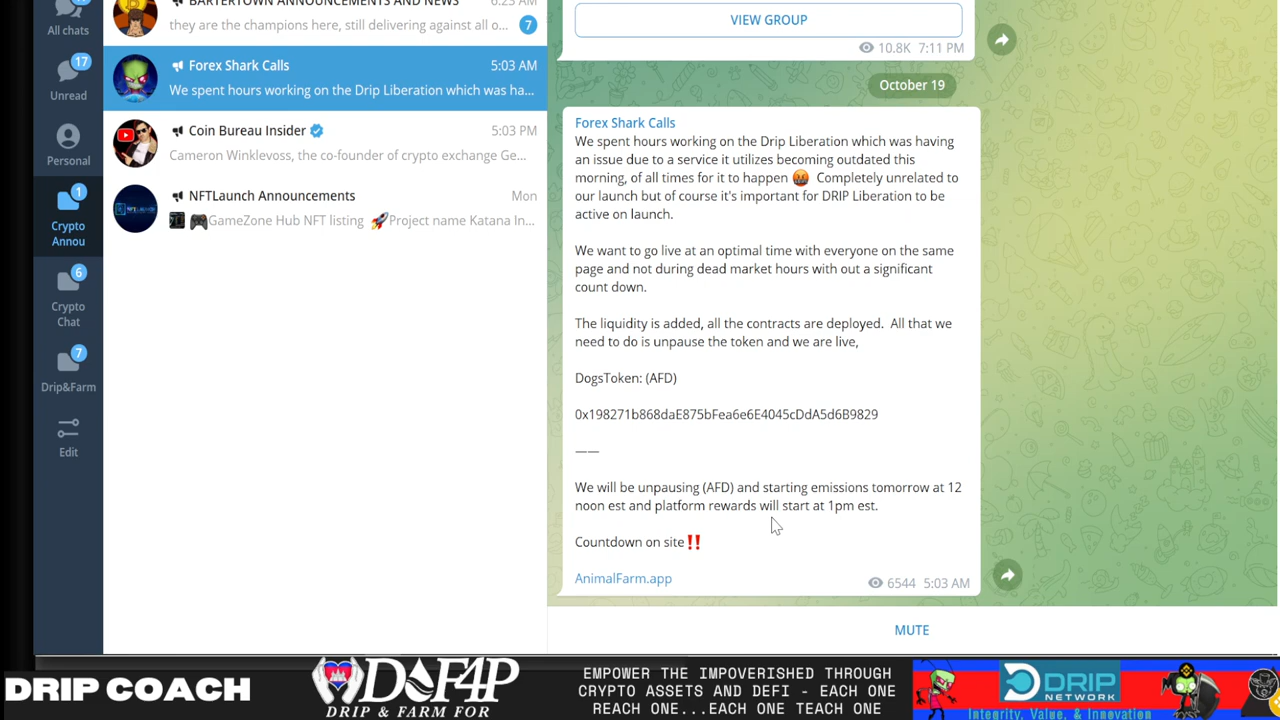 BARTERTOWN ANNOUNCEMENTS AND NEWS 6:23 AM
they are the champions here, still delivering against all o... 7
All chats
17
Unread
Personal
1
Crypto
Annou
6
Crypto
Chat
7
Drip&Farm
Edit
Forex Shark Calls 5:03 AM
We spent hours working on the Drip Liberation which was ha...
Coin Bureau Insider 5:03 PM
Cameron Winklevoss, the co-founder of crypto exchange Ge...
NFTLaunch Announcements Mon
🎮GameZone Hub NFT listing 🚀Project name Katana In...
VIEW GROUP
10.8K 7:11 PM
October 19
Forex Shark Calls
We spent hours working on the Drip Liberation which was having
an issue due to a service it utilizes becoming outdated this
morning, of all times for it to happen 🤬 Completely unrelated to
our launch but of course it's important for DRIP Liberation to be
active on launch.
We want to go live at an optimal time with everyone on the same
page and not during dead market hours with out a significant
count down.
The liquidity is added, all the contracts are deployed. All that we
need to do is unpause the token and we are live,
DogsToken: (AFD)
0x198271b868daE875bFea6e6E4045cDdA5d6B9829
——
We will be unpausing (AFD) and starting emissions tomorrow at 12
noon est and platform rewards will start at 1pm est.
Countdown on site‼️
AnimalFarm.app
6544 5:03 AM
MUTE
DRIP COACH
D&F4P
DRIP & FARM FOR
EMPOWER THE IMPOVERISHED THROUGH
CRYPTO ASSETS AND DEFI - EACH ONE
REACH ONE...EACH ONE TEACH ONE
DRIP
NETWORK
Integrity, Value, & Innovation